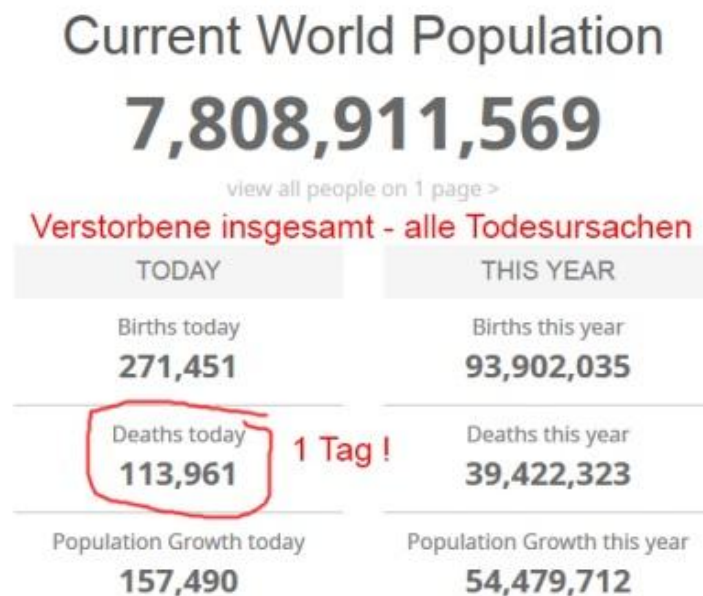 Current World Population
7,808,911,569
view all people on 1 page >
Verstorbene insgesamt - alle Todesursachen
TODAY
THIS YEAR
Births today
271,451
Births this year
93,902,035
Deaths today
113,961
1 Tag !
Deaths this year
39,422,323
Population Growth today
157,490
Population Growth this year
54,479,712